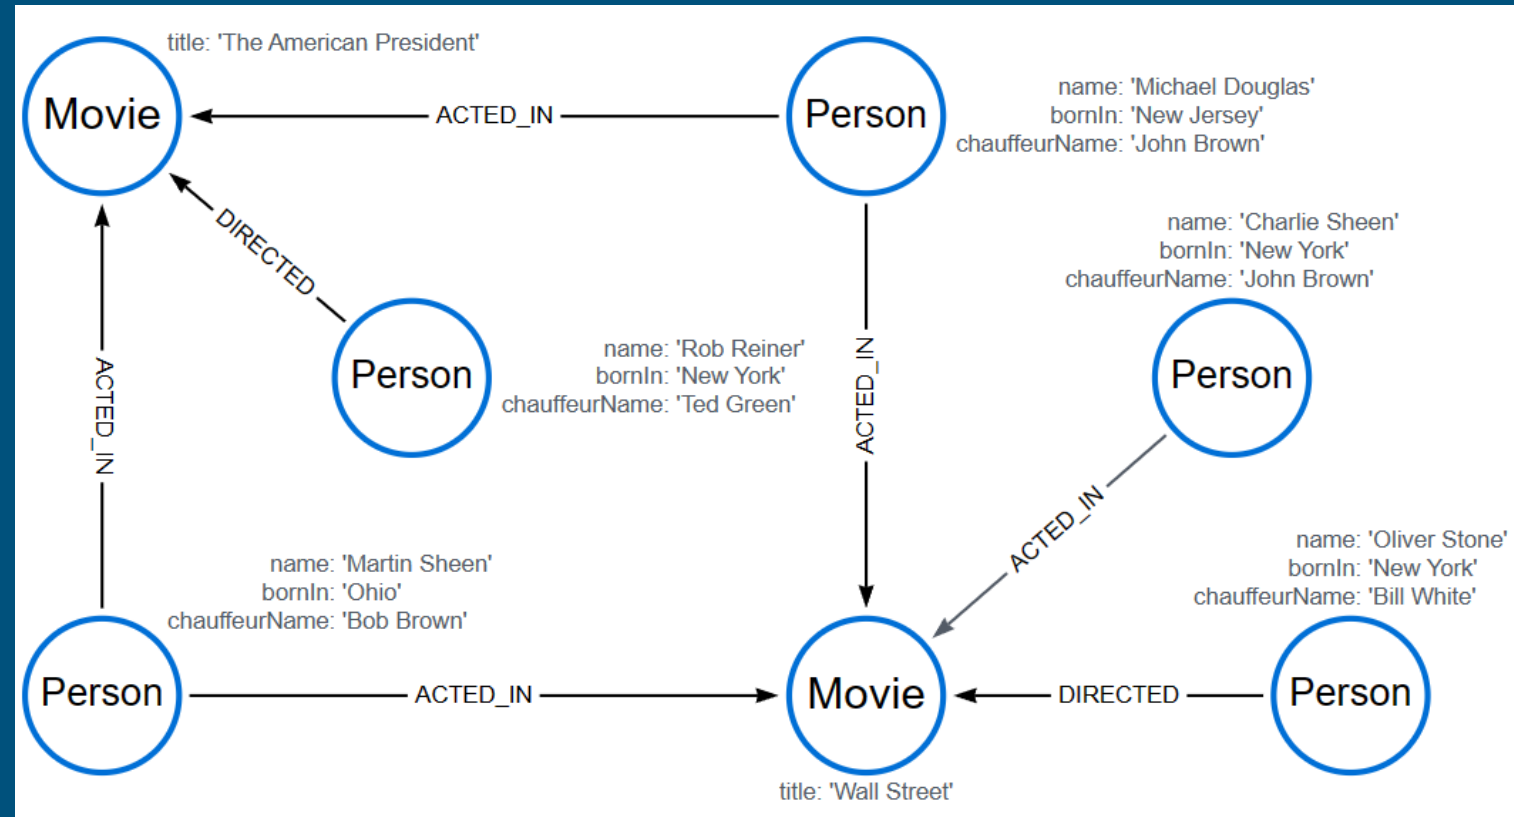 title: 'The American President'
Movie
ACTED_IN
Person
name: 'Michael Douglas'
bornIn: 'New Jersey'
chauffeurName: 'John Brown'
DIRECTED
name: 'Charlie Sheen'
bornIn: 'New York'
chauffeurName: 'John Brown'
Person
name: 'Rob Reiner'
bornIn: 'New York'
chauffeurName: 'Ted Green'
ACTED_IN
ACTED_IN
Person
ACTED_IN
name: 'Martin Sheen'
bornIn: 'Ohio'
chauffeurName: 'Bob Brown'
name: 'Oliver Stone'
bornIn: 'New York'
chauffeurName: 'Bill White'
Person
ACTED_IN
Movie
DIRECTED
Person
title: 'Wall Street'